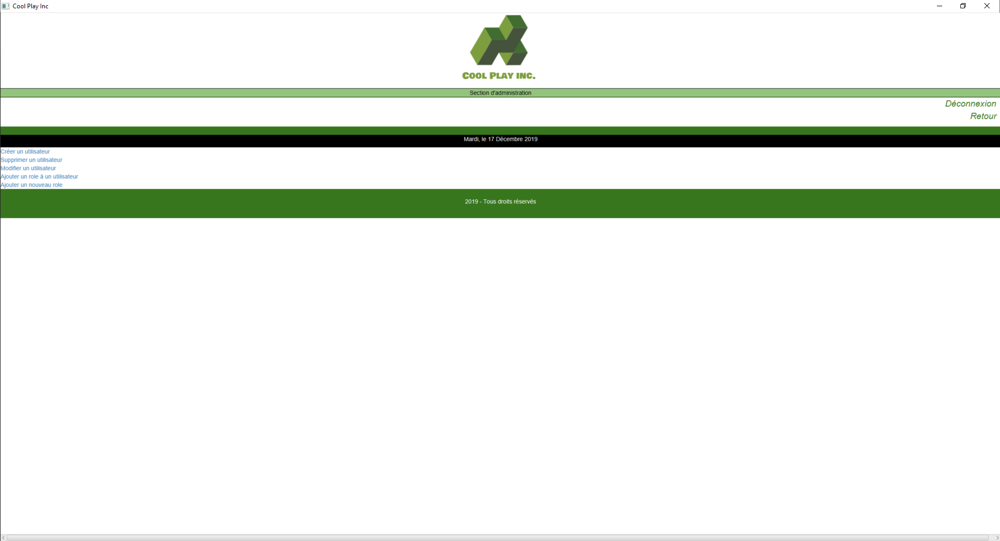 Cool Play Inc
COOL PLAY INC.
Section d'administration
Déconnexion
Retour
Mardi, le 17 Décembre 2019
Créer un utilisateur
Supprimer un utilisateur
Modifier un utilisateur
Ajouter un role à un utilisateur
Ajouter un nouveau role
2019 - Tous droits réservés